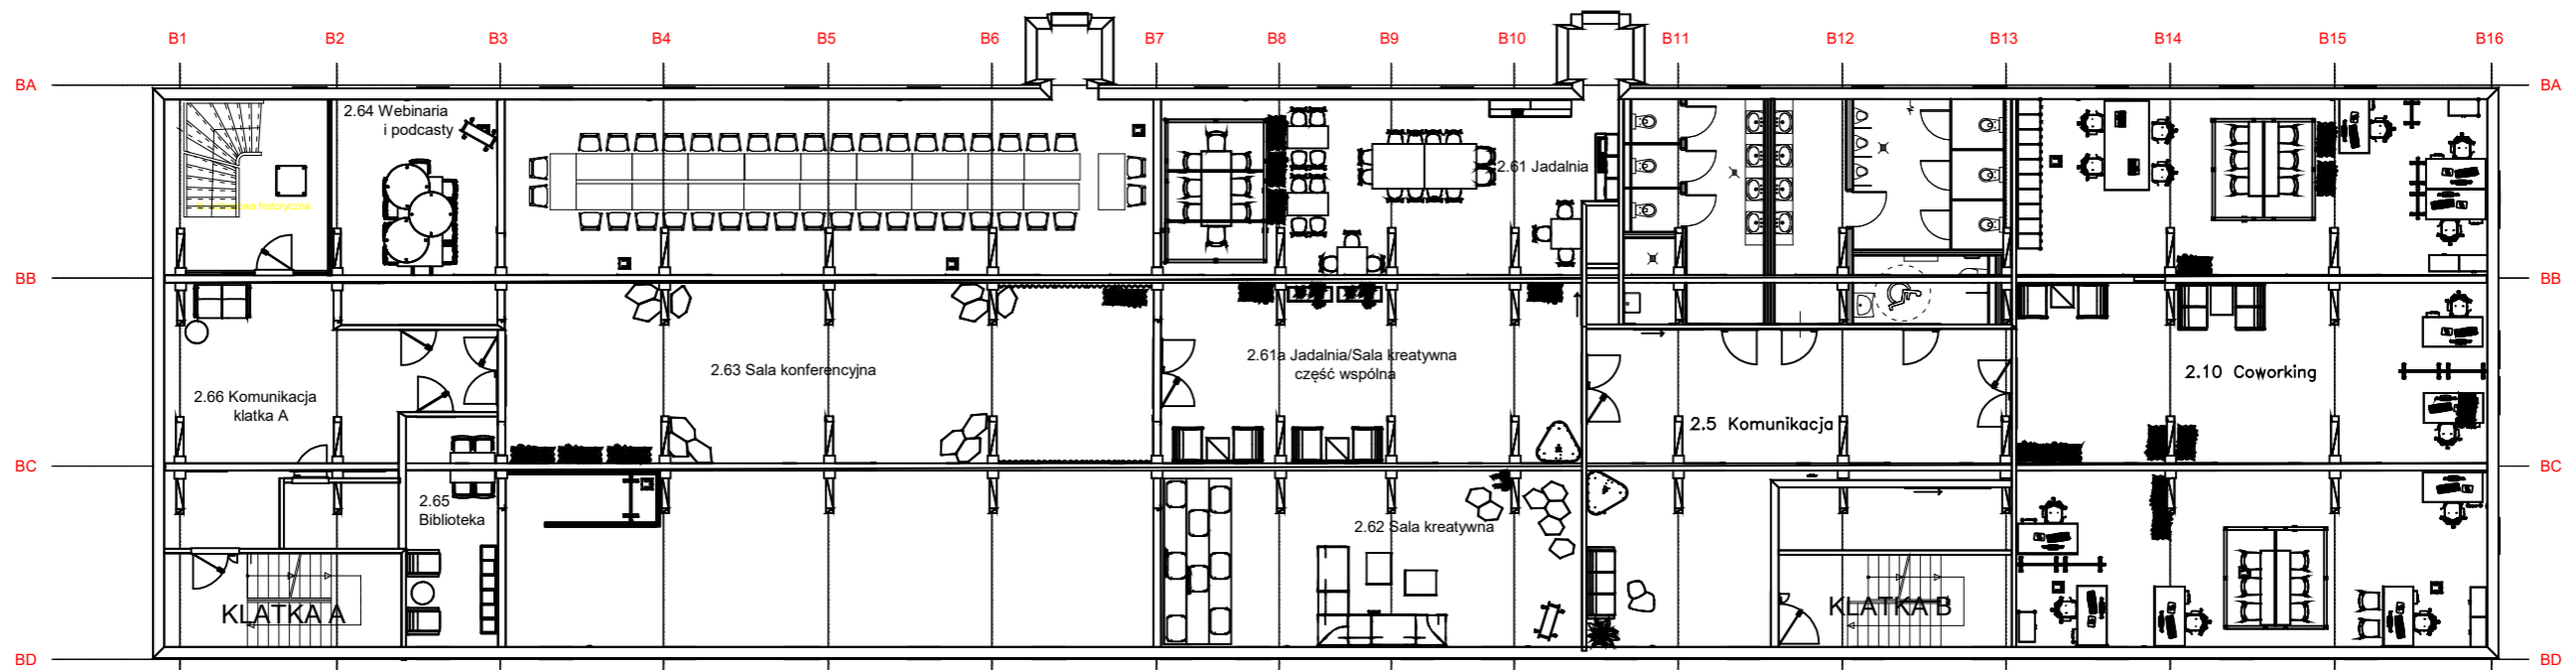 B1 B2 B3 B4 B5 B6 B7 B8 B9 B10 B11 B12 B13 B14 B15 B16
BA BA
2.64 Webinaria
i podcasty
2.61 Jadalnia
historyczna
BB BB
2.61a Jadalnia/Sala kreatywna
część wspólna
2.63 Sala konferencyjna
2.10 Coworking
2.66 Komunikacja
klatka A
2.5 Komunikacja
BC BC
2.65
Biblioteka
2.62 Sala kreatywna
KLATKA A
KLATKA B
BD BD